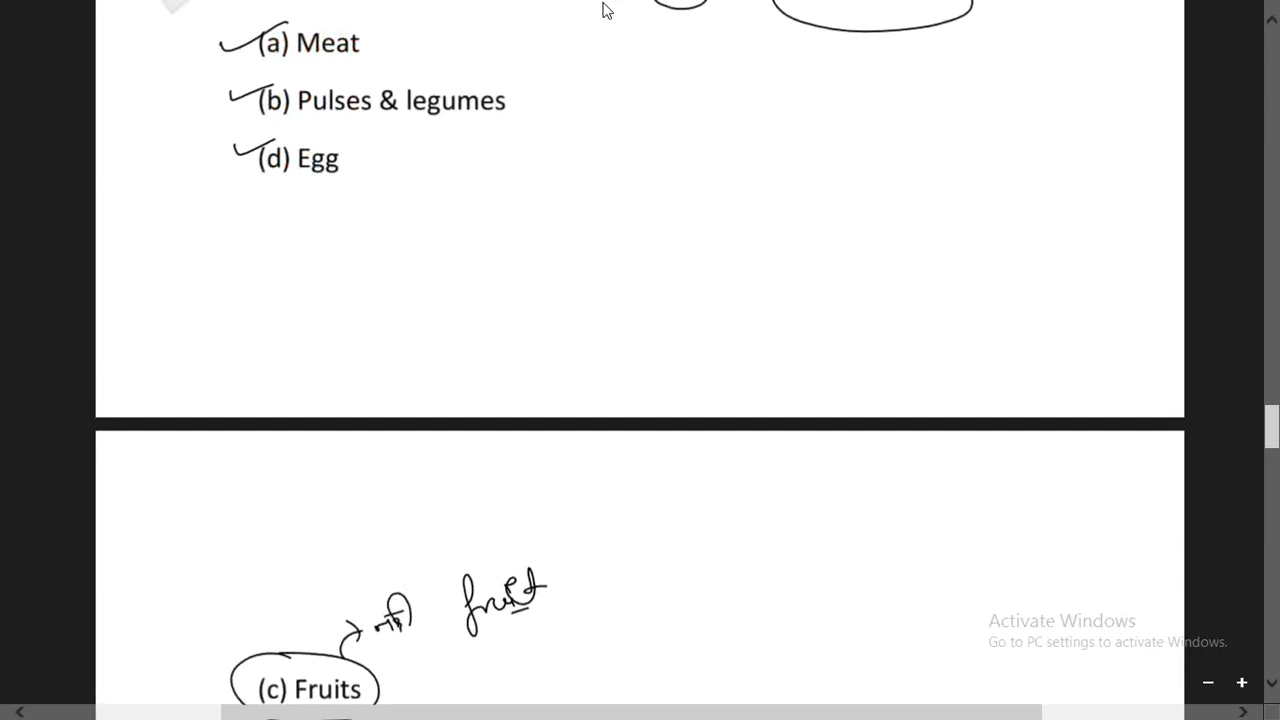 (a) Meat
(b) Pulses & legumes
(d) Egg
fruit
(c) Fruits
Activate Windows
Go to PC settings to activate Windows.